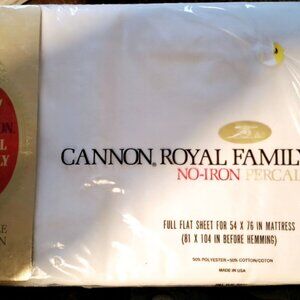 CANNON ROYAL FAMILY
NO-IRON PERCAL
FULL FLAT SHEET FOR 54 X 76 IN MATTRESS
(81 X 104 IN BEFORE HEMMING)
50% POLYESTER • 50% COTTON/COTON
MADE IN USA